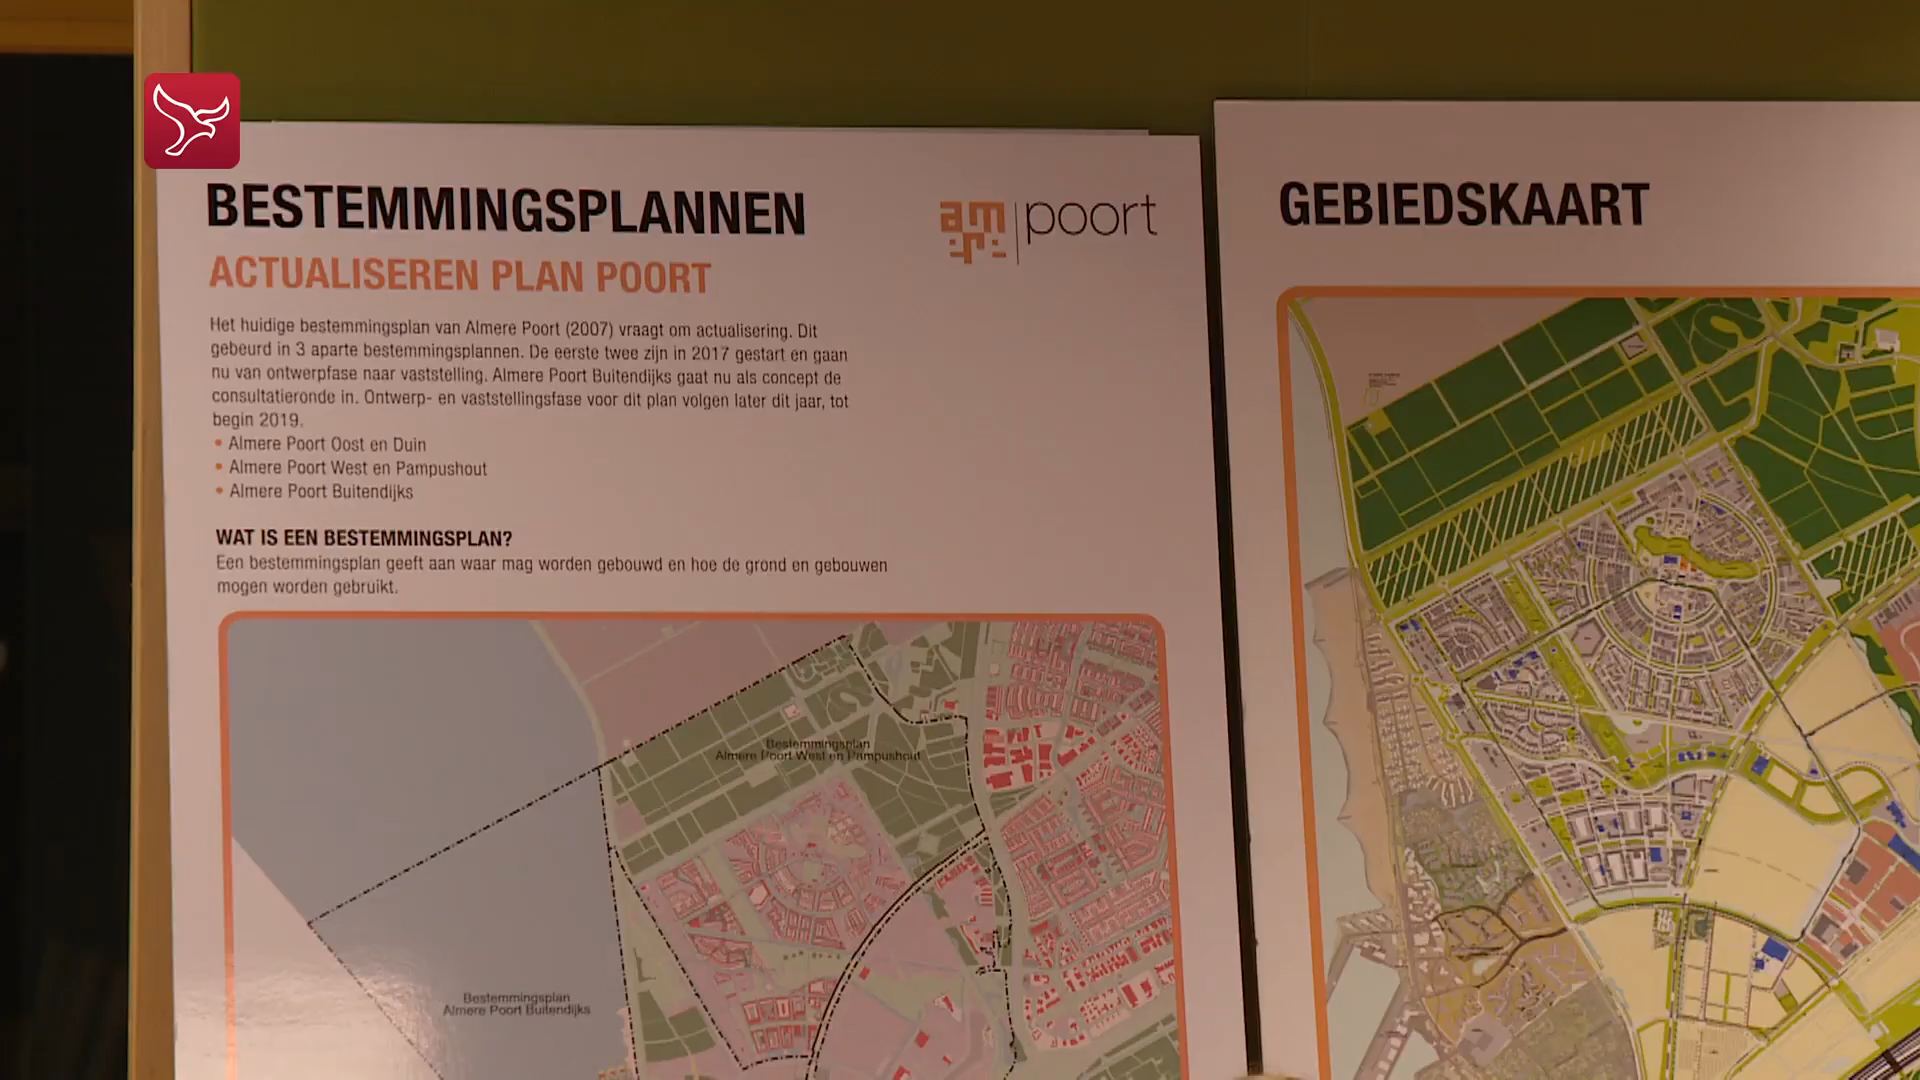 BESTEMMINGSPLANNEN
almere poort
ACTUALISEREN PLAN POORT
Het huidige bestemmingsplan van Almere Poort (2007) vraagt om actualisering. Dit
gebeurd in 3 aparte bestemmingsplannen. De eerste twee zijn in 2017 gestart en gaan
nu van ontwerpfase naar vaststelling. Almere Poort Buitendijks gaat nu als concept de
consultatieronde in. Ontwerp- en vaststellingsfase voor dit plan volgen later dit jaar, tot
begin 2019.
• Almere Poort Oost en Duin
• Almere Poort West en Pampushout
• Almere Poort Buitendijks
WAT IS EEN BESTEMMINGSPLAN?
Een bestemmingsplan geeft aan waar mag worden gebouwd en hoe de grond en gebouwen
mogen worden gebruikt.
Bestemmingsplan
Almere Poort West en Pampushout
Bestemmingsplan
Almere Poort Buitendijks
GEBIEDSKAART